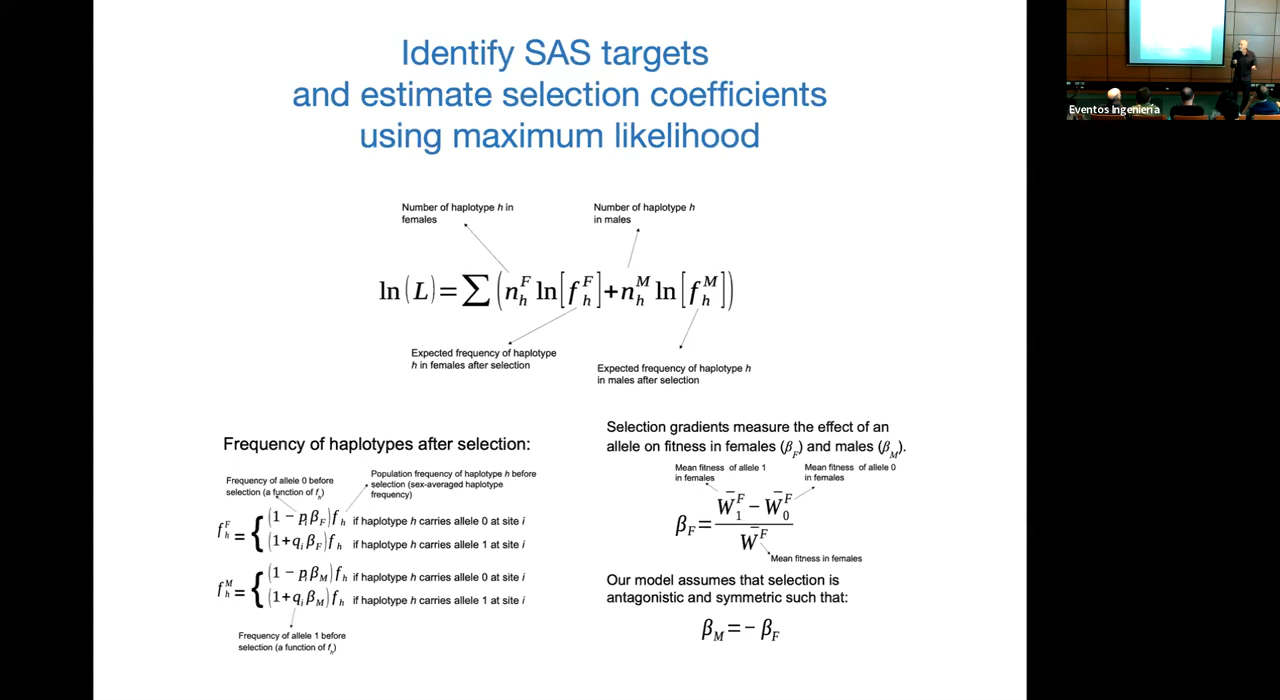 Identify SAS targets
and estimate selection coefficients
using maximum likelihood
Eventos Ingeniería
Number of haplotype h in
females
Number of haplotype h
in males
ln(L)=∑(n_h^F ln[f_h^F]+n_h^M ln[f_h^M])
Expected frequency of haplotype
h in females after selection
Expected frequency of haplotype h
in males after selection
Frequency of haplotypes after selection:
Frequency of allele 0 before
selection (a function of f_h)
Population frequency of haplotype h before
selection (sex-averaged haplotype
frequency)
f_h^F = { (1 − p_i β_F) f_h if haplotype h carries allele 0 at site i
(1+q_i β_F) f_h if haplotype h carries allele 1 at site i
f_h^M = { (1 − p_i β_M) f_h if haplotype h carries allele 0 at site i
(1+q_i β_M) f_h if haplotype h carries allele 1 at site i
Frequency of allele 1 before
selection (a function of f_h)
Selection gradients measure the effect of an
allele on fitness in females (β_F) and males (β_M).
Mean fitness of allele 1
in females
Mean fitness of allele 0
in females
β_F = (W̄_1^F − W̄_0^F) / W̄^F
Mean fitness in females
Our model assumes that selection is
antagonistic and symmetric such that:
β_M = − β_F